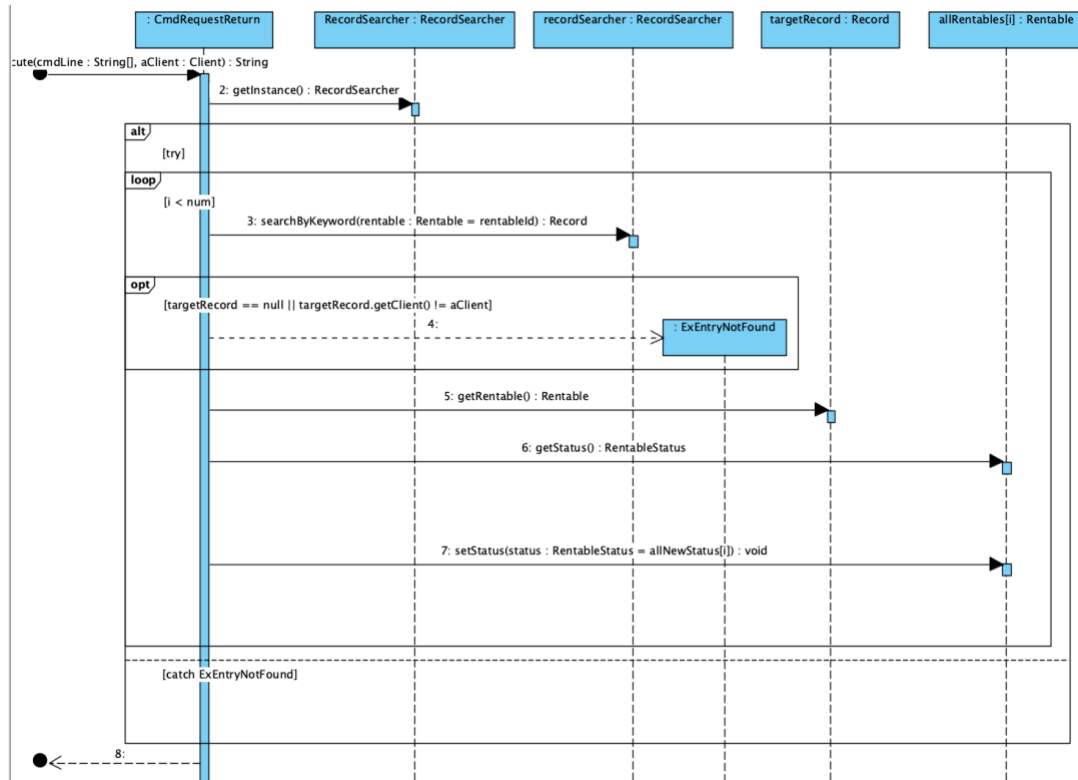 : CmdRequestReturn
RecordSearcher : RecordSearcher
recordSearcher : RecordSearcher
targetRecord : Record
allRentables[i] : Rentable
cute(cmdLine : String[], aClient : Client) : String
2: getInstance() : RecordSearcher
alt
[try]
loop
[i < num]
3: searchByKeyword(rentable : Rentable = rentableId) : Record
opt
[targetRecord == null || targetRecord.getClient() != aClient]
4:
: ExEntryNotFound
5: getRentable() : Rentable
6: getStatus() : RentableStatus
7: setStatus(status : RentableStatus = allNewStatus[i]) : void
[catch ExEntryNotFound]
8: